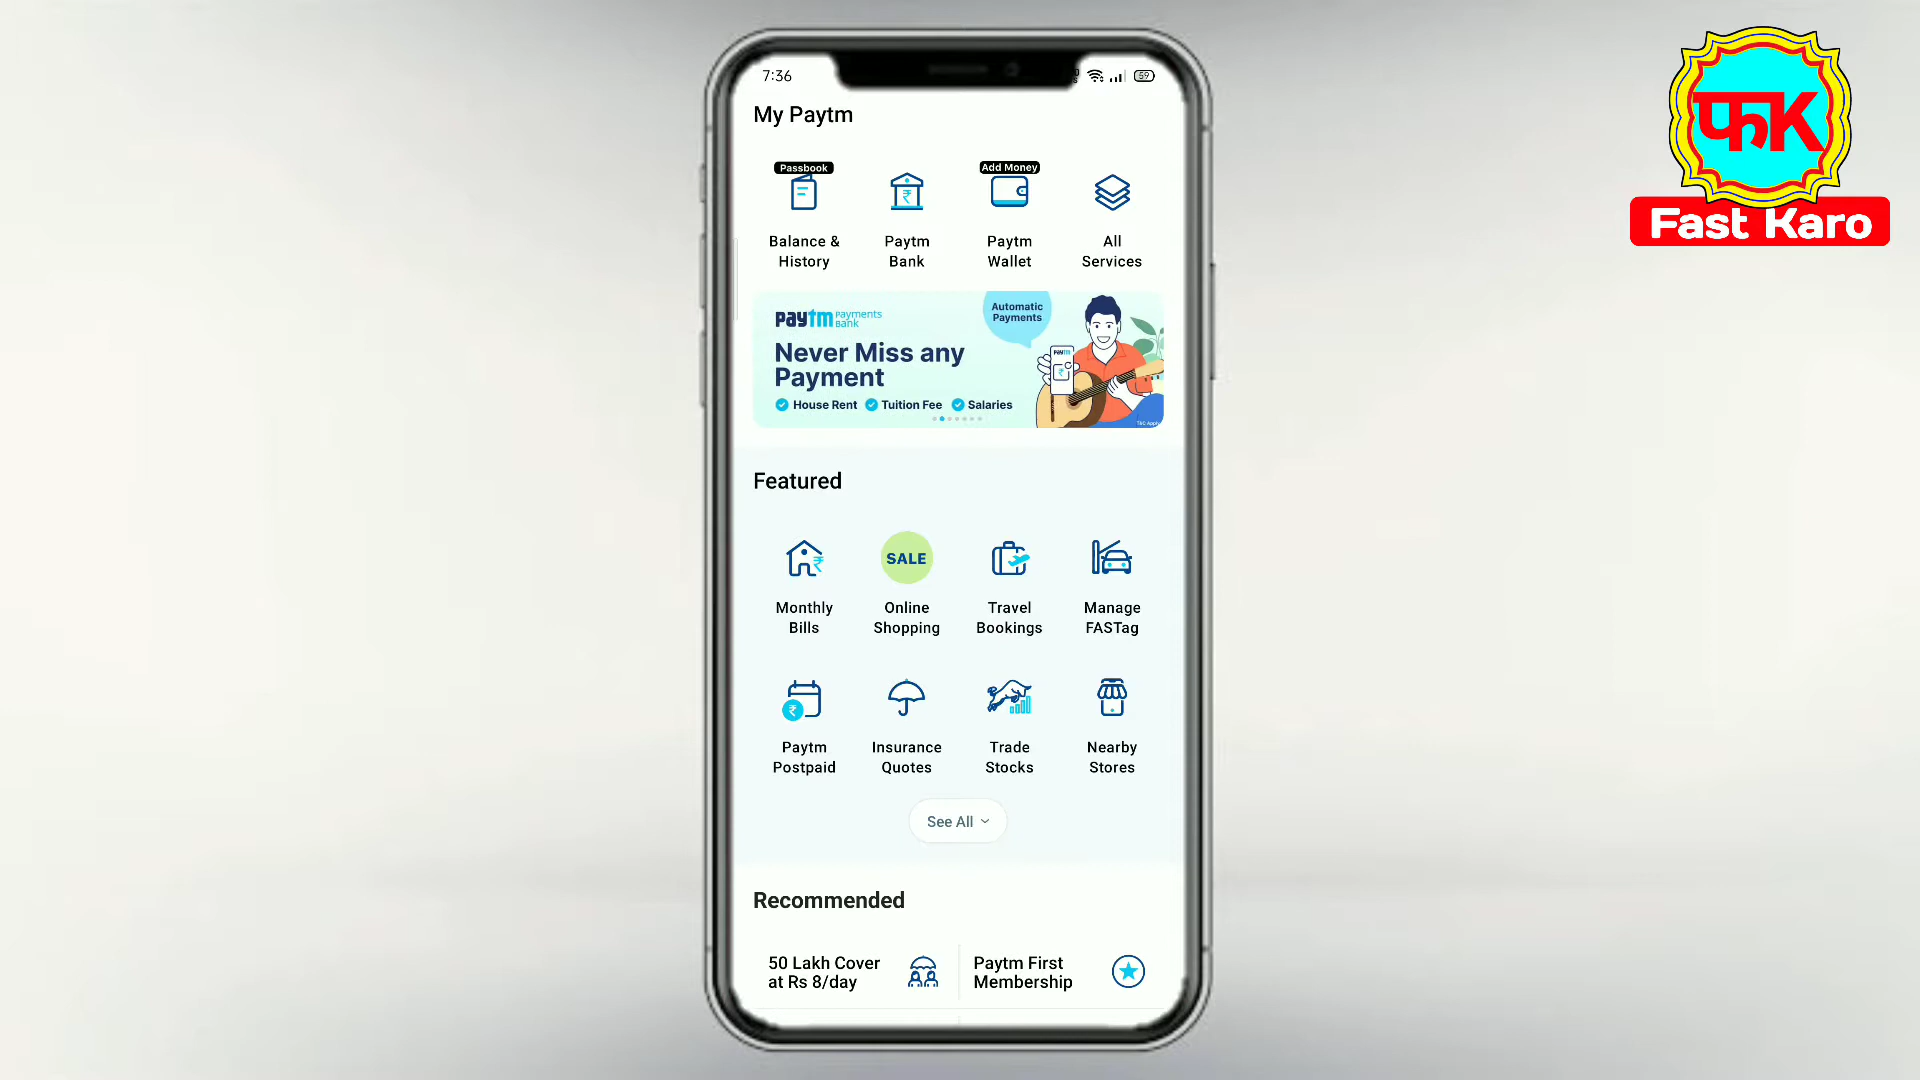 7:36
59
My Paytm
Passbook
Add Money
Balance &
History
Paytm
Bank
Paytm
Wallet
All
Services
Paytm Payments
Bank
Automatic
Payments
Never Miss any
Payment
House Rent
Tuition Fee
Salaries
Featured
Monthly
Bills
SALE
Online
Shopping
Travel
Bookings
Manage
FASTag
Paytm
Postpaid
Insurance
Quotes
Trade
Stocks
Nearby
Stores
See All
Recommended
50 Lakh Cover
at Rs 8/day
Paytm First
Membership
फK
Fast Karo